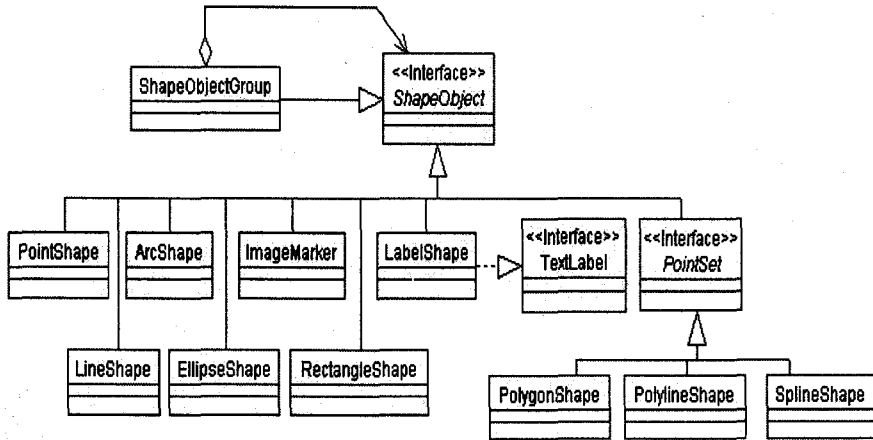 ShapeObjectGroup
<<Interface>>
ShapeObject
PointShape
ArcShape
ImageMarker
LabelShape
<<Interface>>
TextLabel
<<Interface>>
PointSet
LineShape
EllipseShape
RectangleShape
PolygonShape
PolylineShape
SplineShape